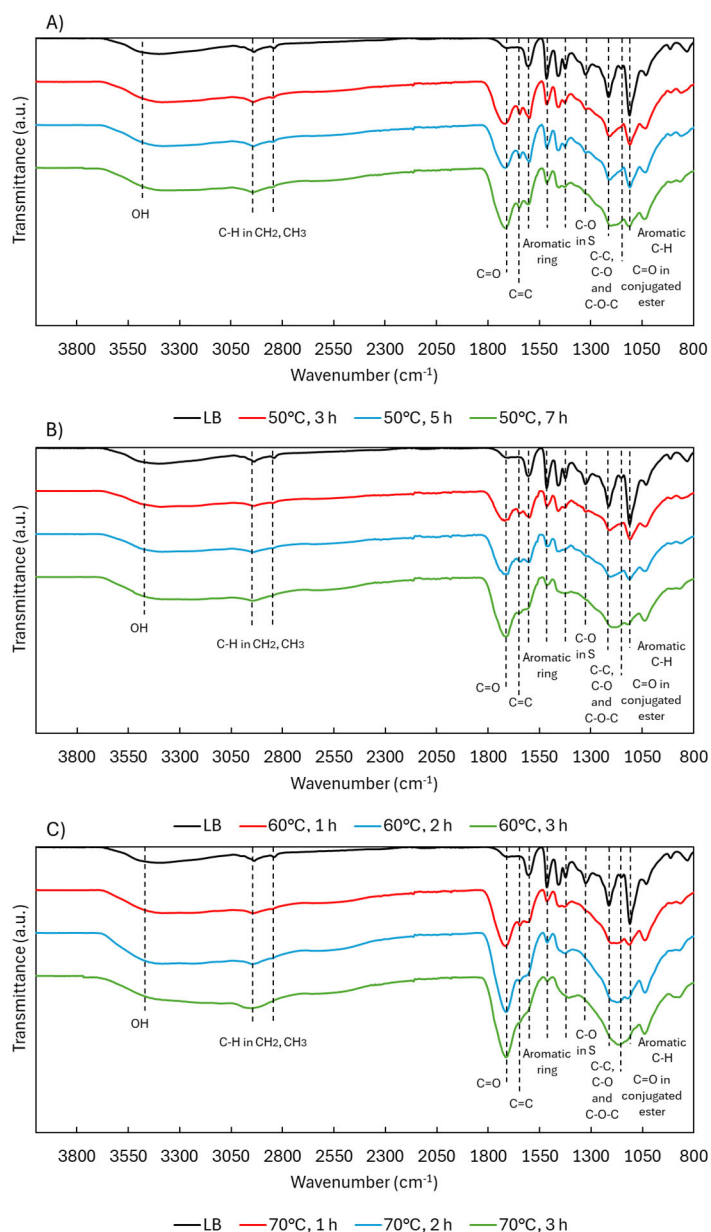 A)
Transmittance (a.u.)
OH
C-H in CH2, CH3
C=O
C=C
Aromatic
ring
C-O
in S
C-C,
C-O
and
C-O-C
Aromatic
C-H
C=O in
conjugated
ester
3800 3550 3300 3050 2800 2550 2300 2050 1800 1550 1300 1050 800
Wavenumber (cm-1)
LB 50°C, 3 h 50°C, 5 h 50°C, 7 h
B)
Transmittance (a.u.)
OH
C-H in CH2, CH3
C=O
C=C
Aromatic
ring
C-O
in S
C-C,
C-O
and
C-O-C
Aromatic
C-H
C=O in
conjugated
ester
3800 3550 3300 3050 2800 2550 2300 2050 1800 1550 1300 1050 800
Wavenumber (cm-1)
LB 60°C, 1 h 60°C, 2 h 60°C, 3 h
C)
Transmittance (a.u.)
OH
C-H in CH2, CH3
C=O
C=C
Aromatic
ring
C-O
in S
C-C,
C-O
and
C-O-C
Aromatic
C-H
C=O in
conjugated
ester
3800 3550 3300 3050 2800 2550 2300 2050 1800 1550 1300 1050 800
Wavenumber (cm-1)
LB 70°C, 1 h 70°C, 2 h 70°C, 3 h